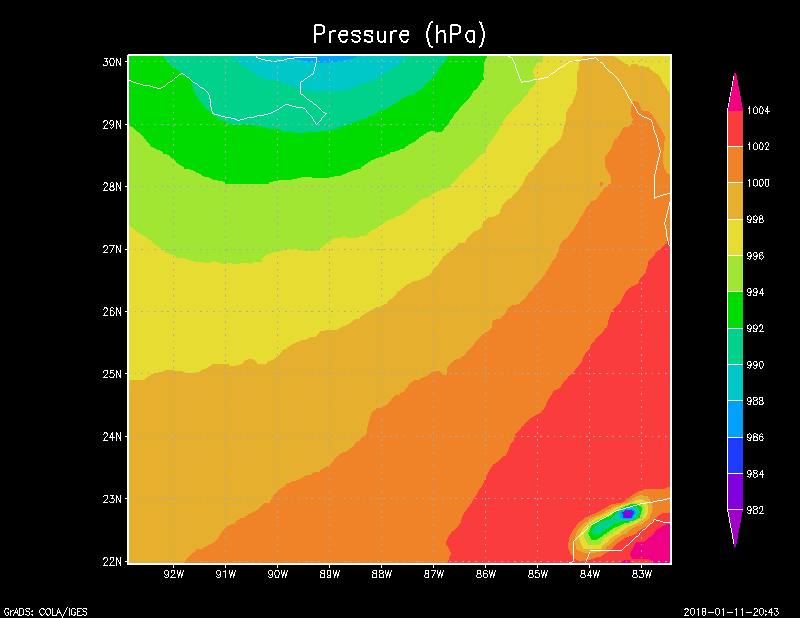 Pressure (hPa)
30N
29N
28N
27N
26N
25N
24N
23N
22N
92W 91W 90W 89W 88W 87W 86W 85W 84W 83W
1004
1002
1000
998
996
994
992
990
988
986
984
982
GrADS: COLA/IGES 2018-01-11-20:43